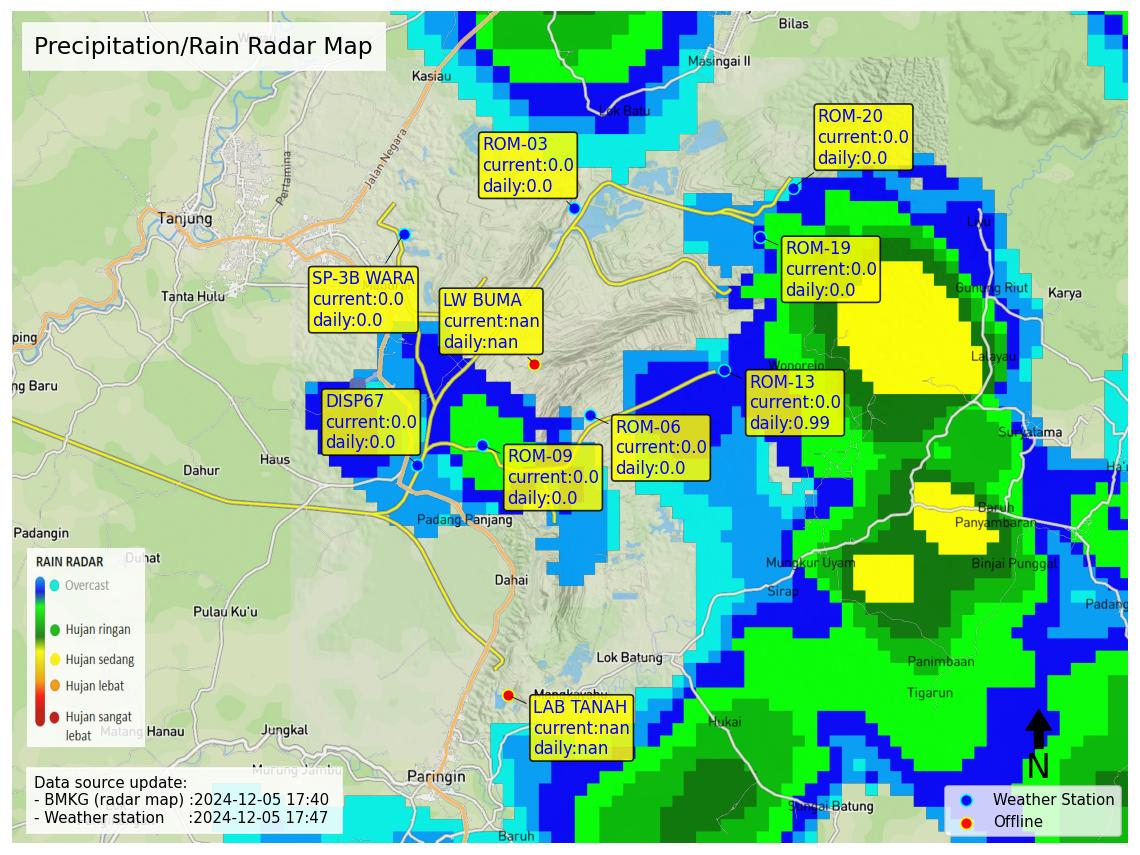 Precipitation/Rain Radar Map
Bilas
Masingai II
Kasiau
Lok Batu
Jalan Negara
Pertamina
Tanjung
ROM-20
current:0.0
daily:0.0
ROM-03
current:0.0
daily:0.0
Liyu
ROM-19
current:0.0
daily:0.0
SP-3B WARA
current:0.0
daily:0.0
LW BUMA
current:nan
daily:nan
Tanta Hulu
Gunung Riut
Karya
ping
Lalayau
Wonorejo
ng Baru
ROM-13
current:0.0
daily:0.99
DISP67
current:0.0
daily:0.0
ROM-06
current:0.0
daily:0.0
Suryatama
ROM-09
current:0.0
daily:0.0
Haus
Dahur
Ha'u
Baruh
Panyambaran
Padang Panjang
Padangin
Duhat
Mungkur Uyam
Binjai Punggal
Dahai
Sirap
Padang
Pulau Ku'u
RAIN RADAR
Overcast
Hujan ringan
Hujan sedang
Hujan lebat
Hujan sangat
lebat
Lok Batung
Panimbaan
Tigarun
Mangkayahu
LAB TANAH
current:nan
daily:nan
Hukai
Matang Hanau
Jungkal
Murung Jambu
Paringin
N
Sungai Batung
Baruh
Data source update:
- BMKG (radar map) :2024-12-05 17:40
- Weather station :2024-12-05 17:47
Weather Station
Offline